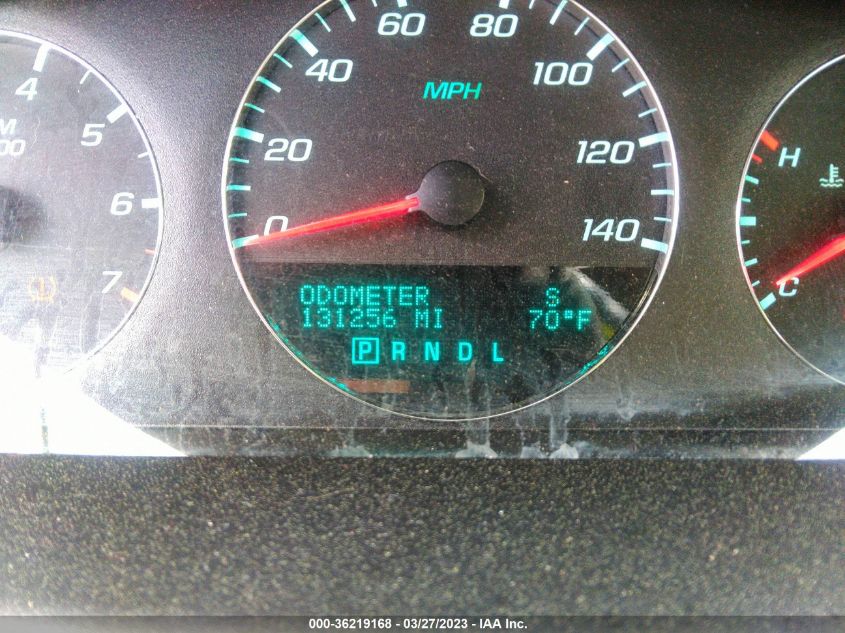 60 80
40 100
MPH
20 120
0 140
4
5
6
7
H
C
ODOMETER S
131256 MI 70°F
P R N D L
000-36219168 - 03/27/2023 - IAA Inc.